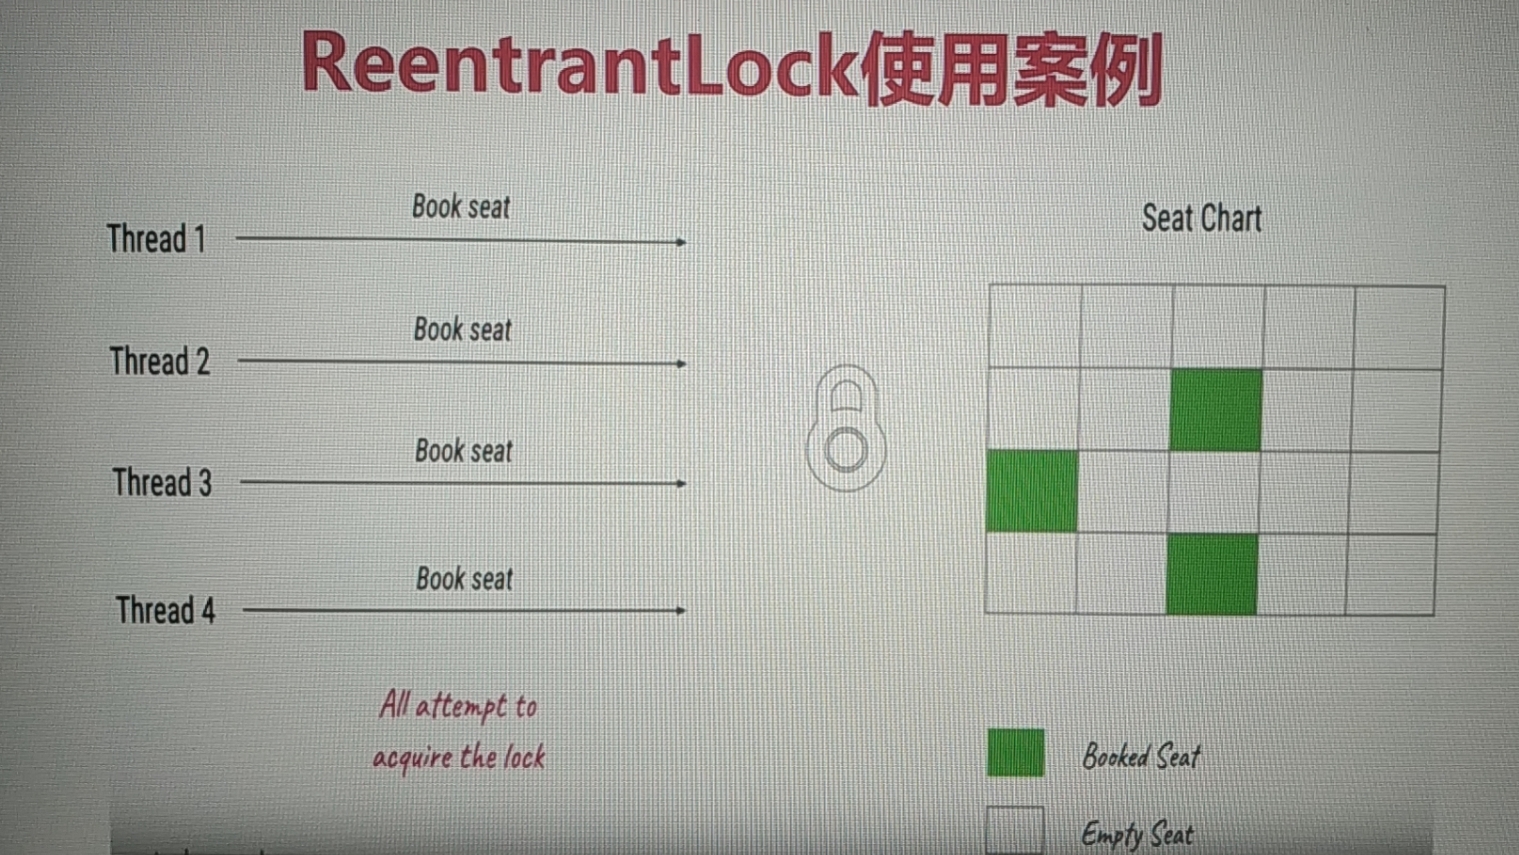 ReentrantLock使用案例
Book seat
Thread 1
Seat Chart
Book seat
Thread 2
Book seat
Thread 3
Book seat
Thread 4
All attempt to
acquire the lock
Booked Seat
Empty Seat